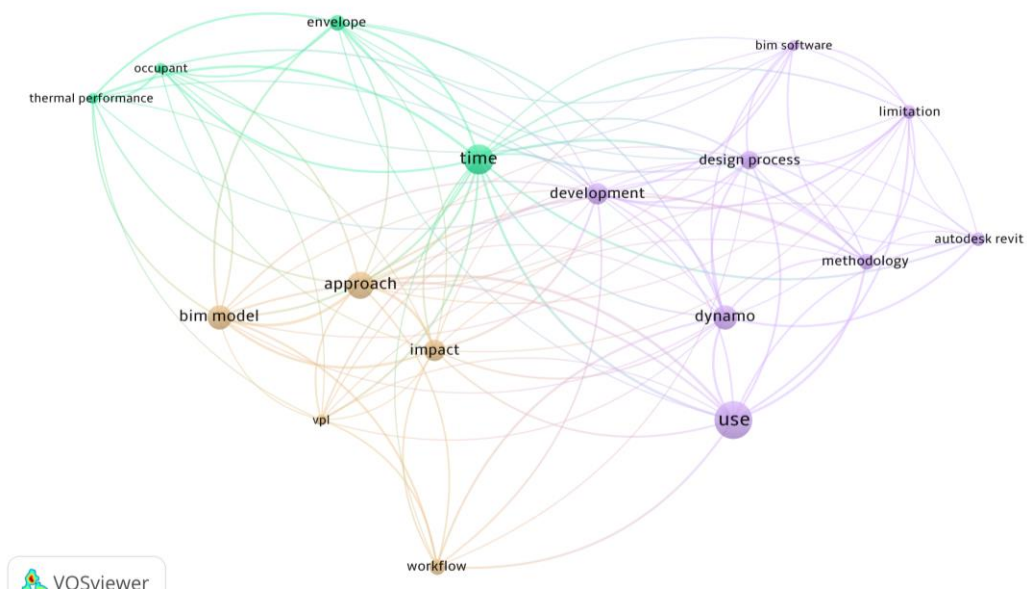 envelope
bim software
occupant
thermal performance
limitation
time
design process
development
autodesk revit
methodology
approach
bim model
dynamo
impact
vpl
use
workflow
VOSviewer